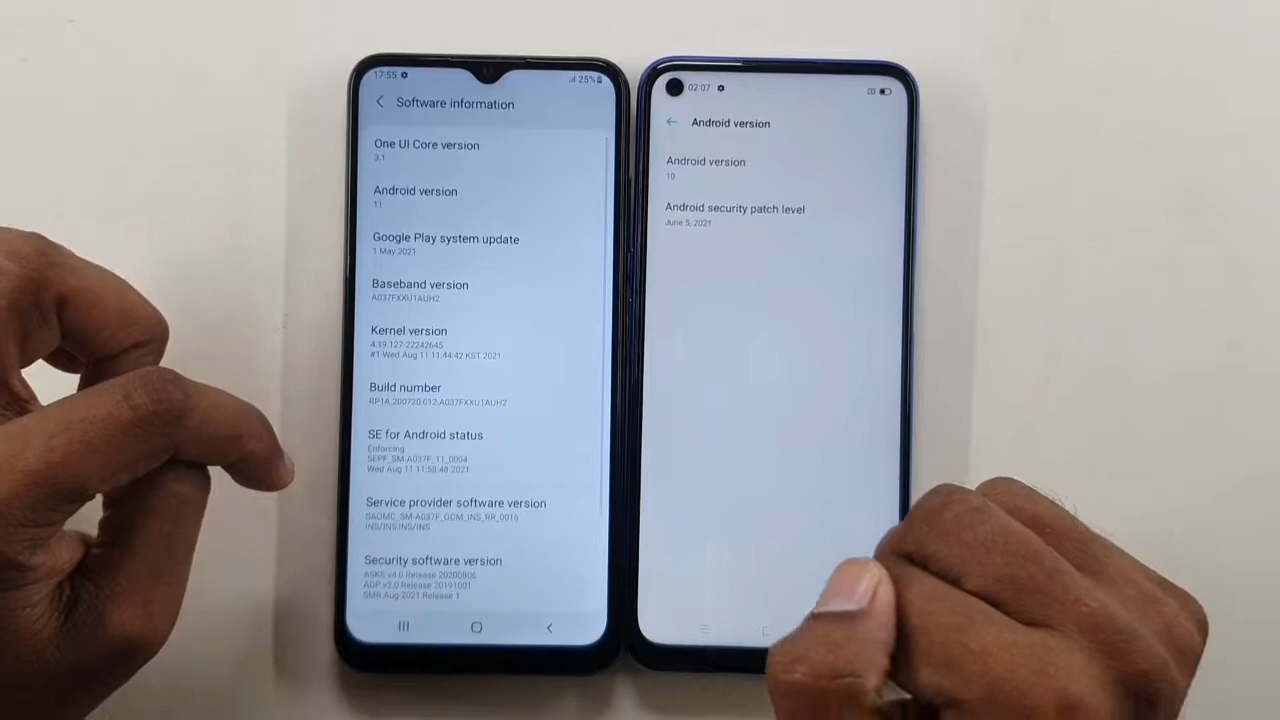 17:55
25%
Software information
One UI Core version
3.1
Android version
11
Google Play system update
1 May 2021
Baseband version
A037FXXU1AUH2
Kernel version
4.19.127-22242645
#1 Wed Aug 11 11:44:42 KST 2021
Build number
RP1A.200720.012.A037FXXU1AUH2
SE for Android status
Enforcing
SEPF_SM-A037F_11_0004
Wed Aug 11 11:58:48 2021
Service provider software version
SAOMC_SM-A037F_ODM_INS_RR_0016
INS/INS,INS/INS
Security software version
ASKS v4.0 Release 20200806
ADP v3.0 Release 20191001
SMR Aug 2021 Release 1
02:07
Android version
Android version
10
Android security patch level
June 5, 2021